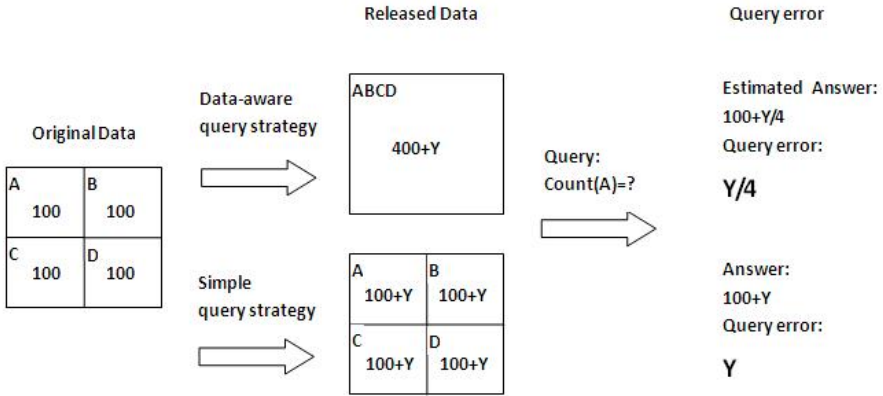 Released Data
Query error
Data-aware
query strategy
Original Data
A
B
100
100
C
D
100
100
Simple
query strategy
ABCD
400+Y
A
B
100+Y
100+Y
C
D
100+Y
100+Y
Query:
Count(A)=?
Estimated Answer:
100+Y/4
Query error:
Y/4
Answer:
100+Y
Query error:
Y